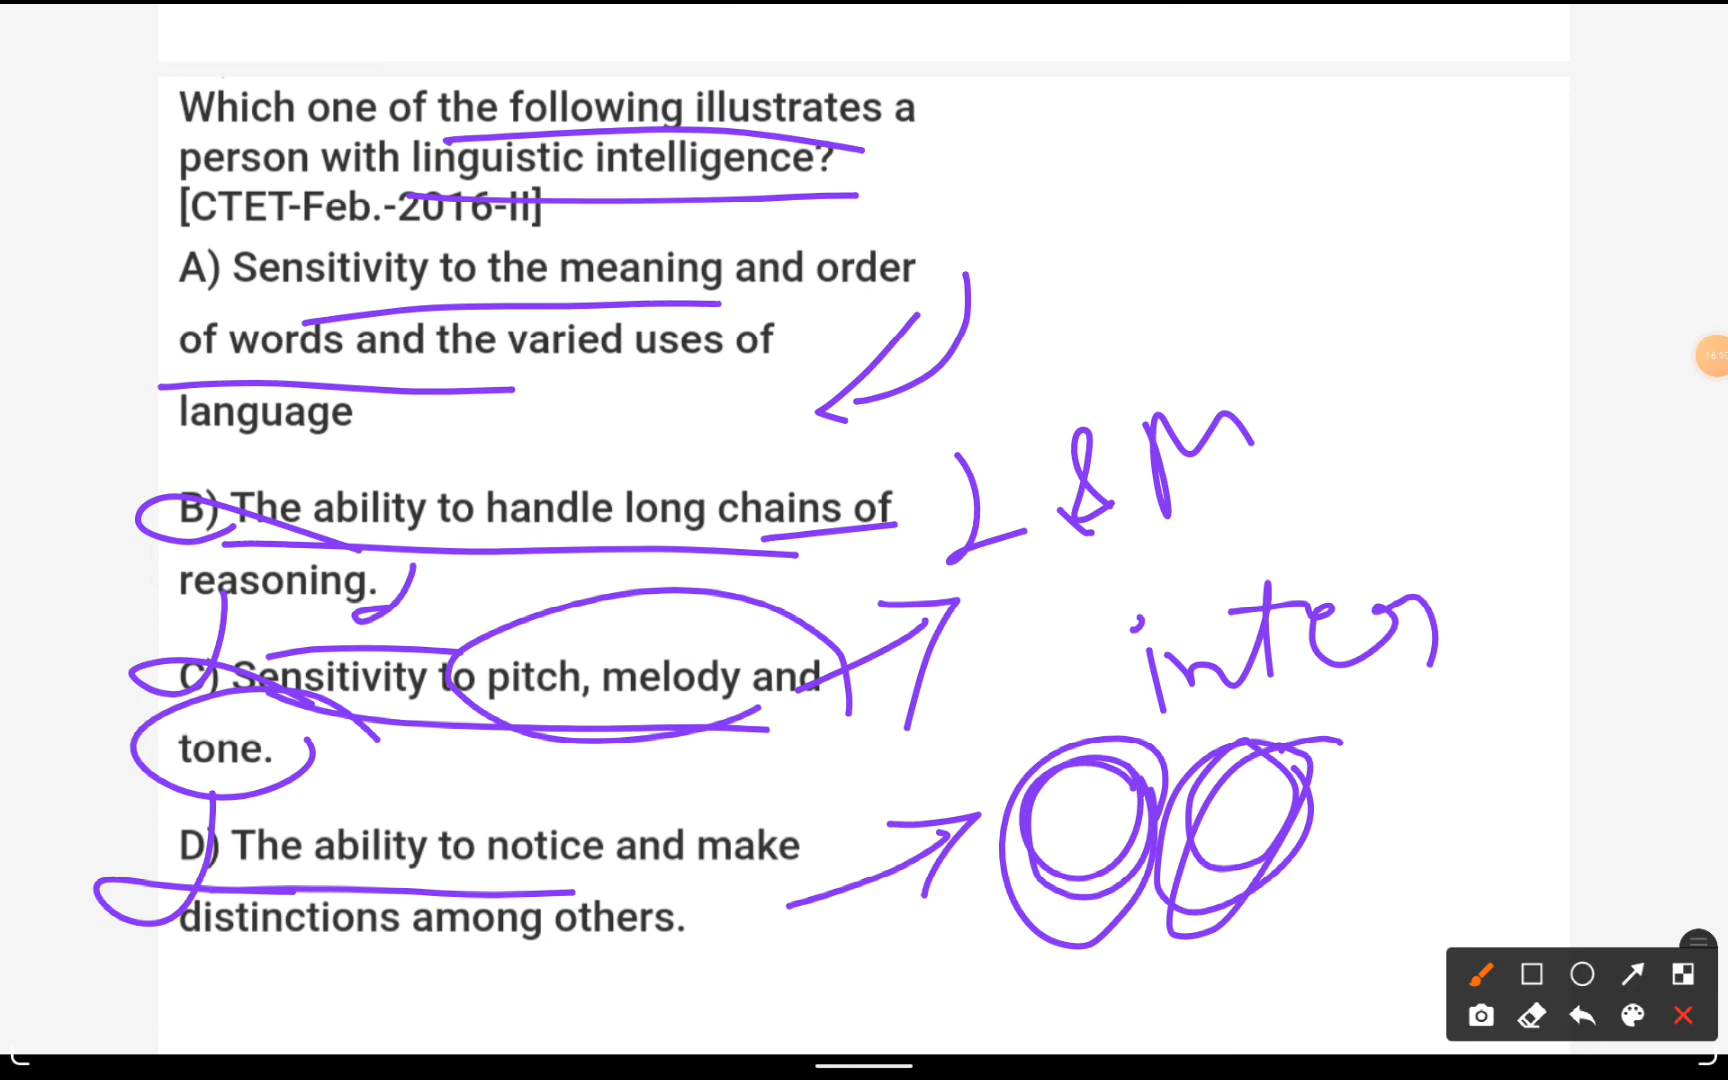 Which one of the following illustrates a
person with linguistic intelligence?
[CTET-Feb.-2016-II]
A) Sensitivity to the meaning and order
of words and the varied uses of
language
B) The ability to handle long chains of
reasoning.
L & M
C) Sensitivity to pitch, melody and
tone.
inter
D) The ability to notice and make
distinctions among others.